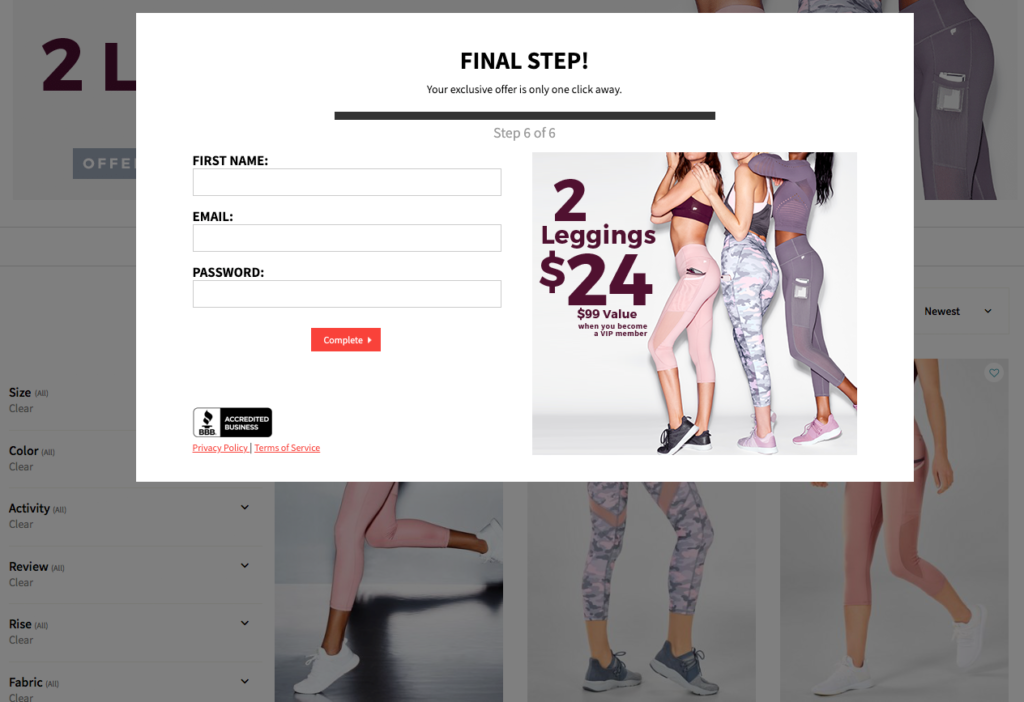 2 L
OFFE
FINAL STEP!
Your exclusive offer is only one click away.
Step 6 of 6
FIRST NAME:
EMAIL:
PASSWORD:
Complete
BBB.
ACCREDITED
BUSINESS
Privacy Policy | Terms of Service
2
Leggings
$24
$99 Value
when you become
a VIP member
Newest
Size (All)
Clear
Color (All)
Clear
Activity (All)
Clear
Review (All)
Clear
Rise (All)
Clear
Fabric (All)
Clear